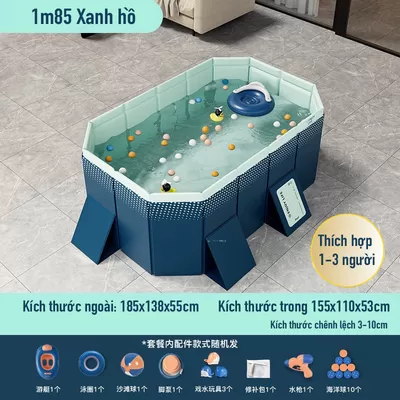 1m85 Xanh hồ
Thích hợp
1-3 người
Kích thước ngoài: 185x138x55cm
Kích thước trong 155x110x53cm
Kích thước chênh lệch 3-10cm
*套餐内配件款式随机发
游艇1个
泳圈1个
沙滩球1个
脚泵1个
戏水玩具3个
修补包1个
水枪1个
海洋球10个